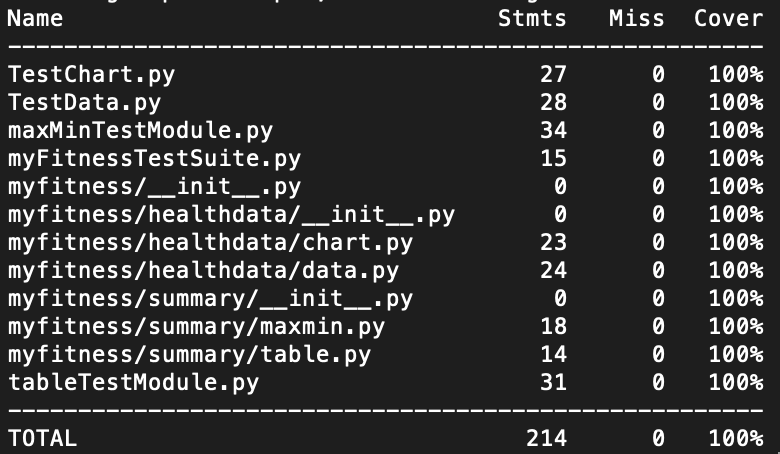 Name Stmts Miss Cover
------------------------------------------------------
TestChart.py 27 0 100%
TestData.py 28 0 100%
maxMinTestModule.py 34 0 100%
myFitnessTestSuite.py 15 0 100%
myfitness/__init__.py 0 0 100%
myfitness/healthdata/__init__.py 0 0 100%
myfitness/healthdata/chart.py 23 0 100%
myfitness/healthdata/data.py 24 0 100%
myfitness/summary/__init__.py 0 0 100%
myfitness/summary/maxmin.py 18 0 100%
myfitness/summary/table.py 14 0 100%
tableTestModule.py 31 0 100%
------------------------------------------------------
TOTAL 214 0 100%